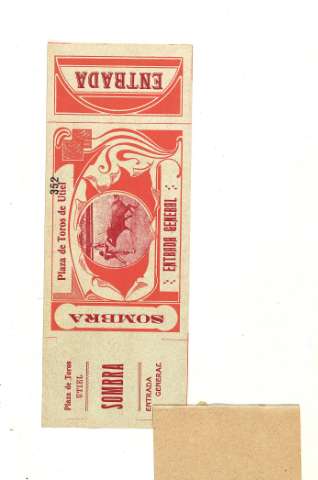 ENTRADA
352
Plaza de Toros de Utiel
ENTRADA GENERAL
SOMBRA
Plaza de Toros
UTIEL
SOMBRA
ENTRADA
GENERAL